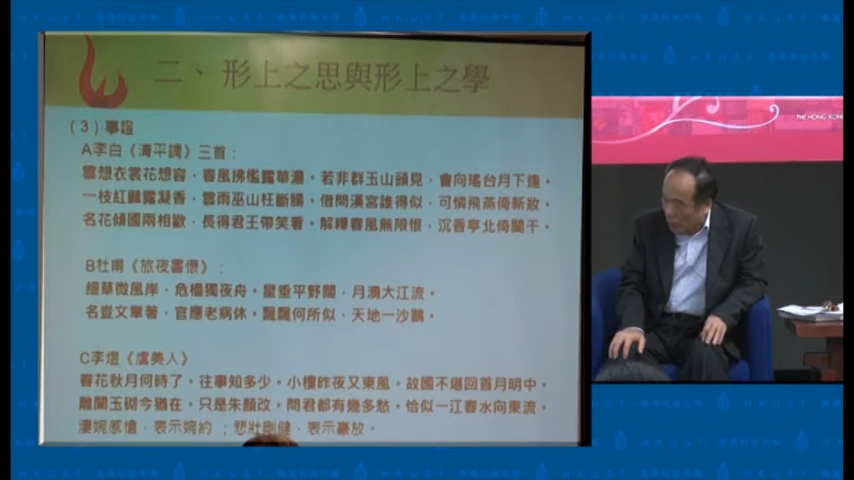 HKUST
二、形上之思與形上之學
（3）事證
A李白《清平調》三首：
雲想衣裳花想容，春風拂檻露華濃。若非群玉山頭見，會向瑤台月下逢。
一枝紅豔露凝香，雲雨巫山枉斷腸。借問漢宮誰得似，可憐飛燕倚新妝。
名花傾國兩相歡，長得君王帶笑看。解釋春風無限恨，沉香亭北倚闌干。
B杜甫《旅夜書懷》：
細草微風岸，危檣獨夜舟。星垂平野闊，月湧大江流。
名豈文章著，官應老病休。飄飄何所似，天地一沙鷗。
C李煜《虞美人》
春花秋月何時了。往事知多少。小樓昨夜又東風。故國不堪回首月明中。
雕闌玉砌今猶在。只是朱顏改。問君都有幾多愁。恰似一江春水向東流。
淒婉感愴，表示婉約；悲壯剛健，表示豪放。
THE HONG KONG